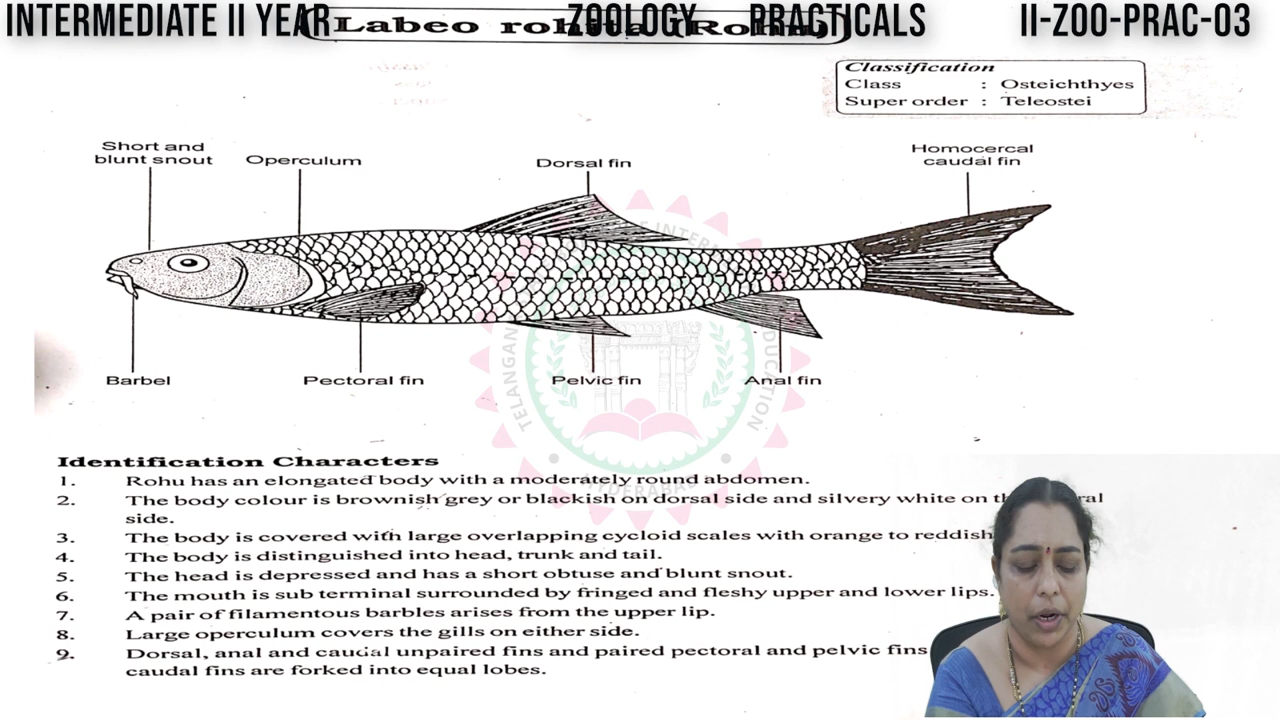 INTERMEDIATE II YEAR ZOOLOGY PRACTICALS II-ZOO-PRAC-03
Labeo rohita (Rohu)
Classification
Class : Osteichthyes
Super order : Teleostei
Short and
blunt snout
Operculum
Dorsal fin
Homocercal
caudal fin
Barbel
Pectoral fin
Pelvic fin
Anal fin
TELANGANA
EDUCATION
HYDERABAD
Identification Characters
1. Rohu has an elongated body with a moderately round abdomen.
2. The body colour is brownish grey or blackish on dorsal side and silvery white on
side.
3. The body is covered with large overlapping cycloid scales with orange to reddish
4. The body is distinguished into head, trunk and tail.
5. The head is depressed and has a short obtuse and blunt snout.
6. The mouth is sub terminal surrounded by fringed and fleshy upper and lower lips.
7. A pair of filamentous barbles arises from the upper lip.
8. Large operculum covers the gills on either side.
9. Dorsal, anal and caudal unpaired fins and paired pectoral and pelvic fins
caudal fins are forked into equal lobes.